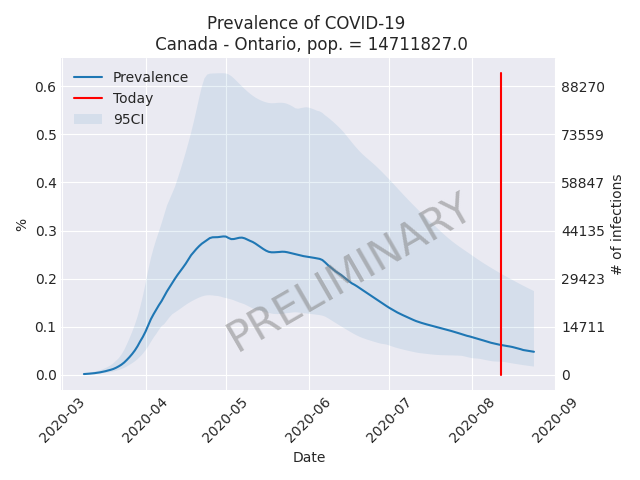 Prevalence of COVID-19
Canada - Ontario, pop. = 14711827.0
Prevalence
Today
95CI
0.6
0.5
0.4
0.3
0.2
0.1
0.0
%
88270
73559
58847
44135
29423
14711
0
# of infections
PRELIMINARY
2020-03
2020-04
2020-05
2020-06
2020-07
2020-08
2020-09
Date